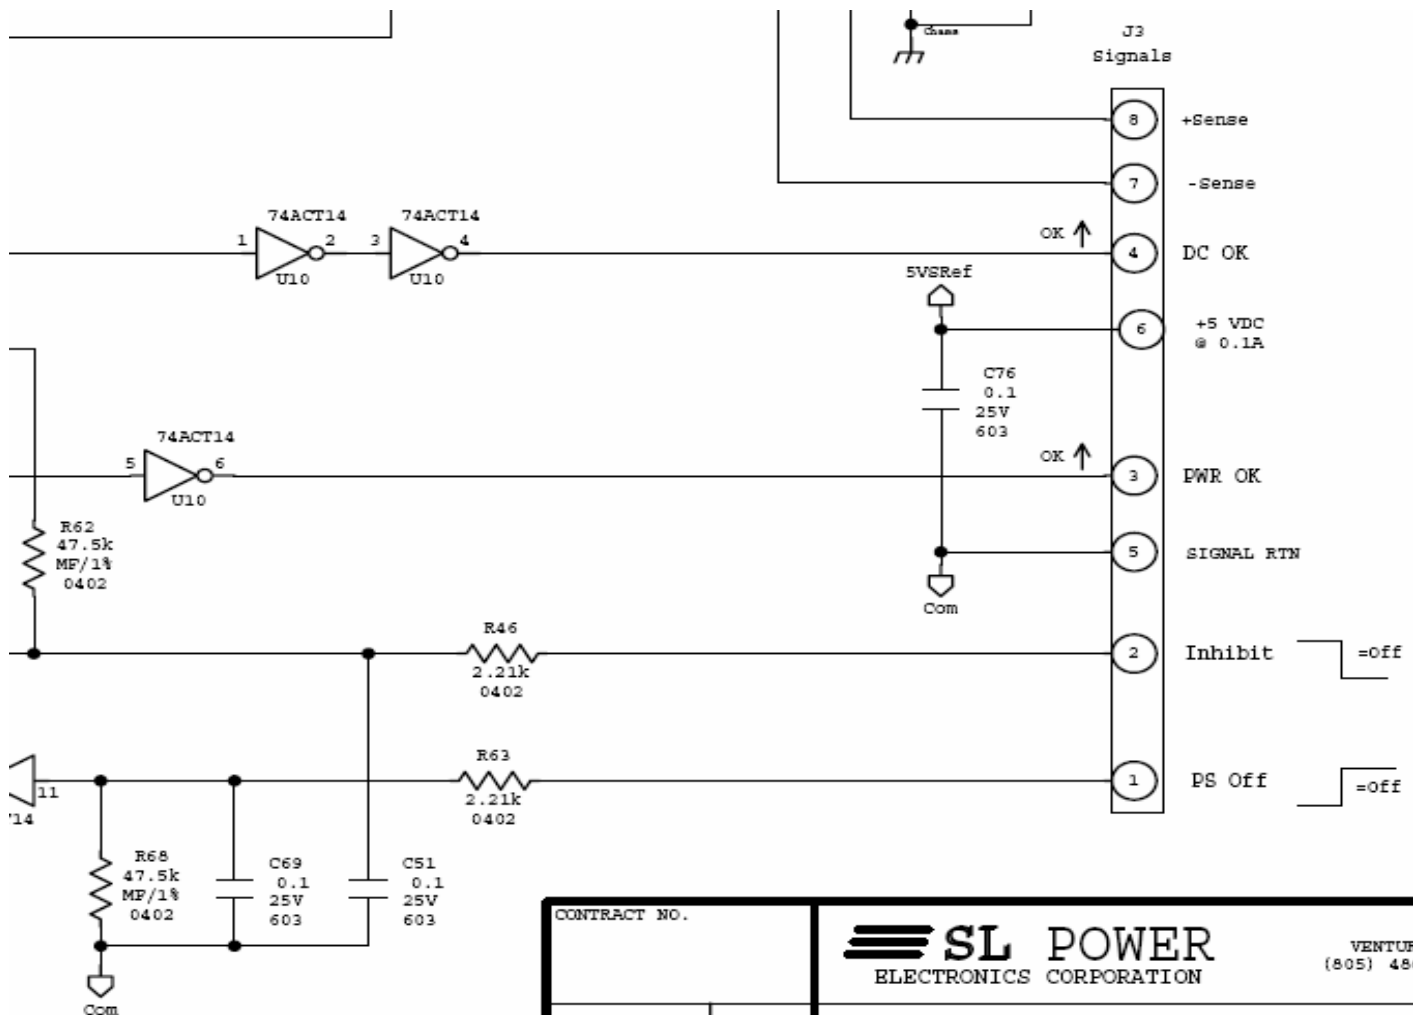 Chass
J3
Signals
8
+Sense
7
-Sense
74ACT14
1
2
U10
74ACT14
3
4
U10
OK
4
DC OK
5VSRef
6
+5 VDC
@ 0.1A
C76
0.1
25V
603
74ACT14
5
6
U10
OK
3
PWR OK
R62
47.5k
MF/1%
0402
5
SIGNAL RTN
Com
R46
2.21k
0402
2
Inhibit
=Off
R63
2.21k
0402
1
PS Off
=Off
11
14
R68
47.5k
MF/1%
0402
C69
0.1
25V
603
C51
0.1
25V
603
Com
CONTRACT NO.
SL POWER
ELECTRONICS CORPORATION
VENTUR
(805) 48